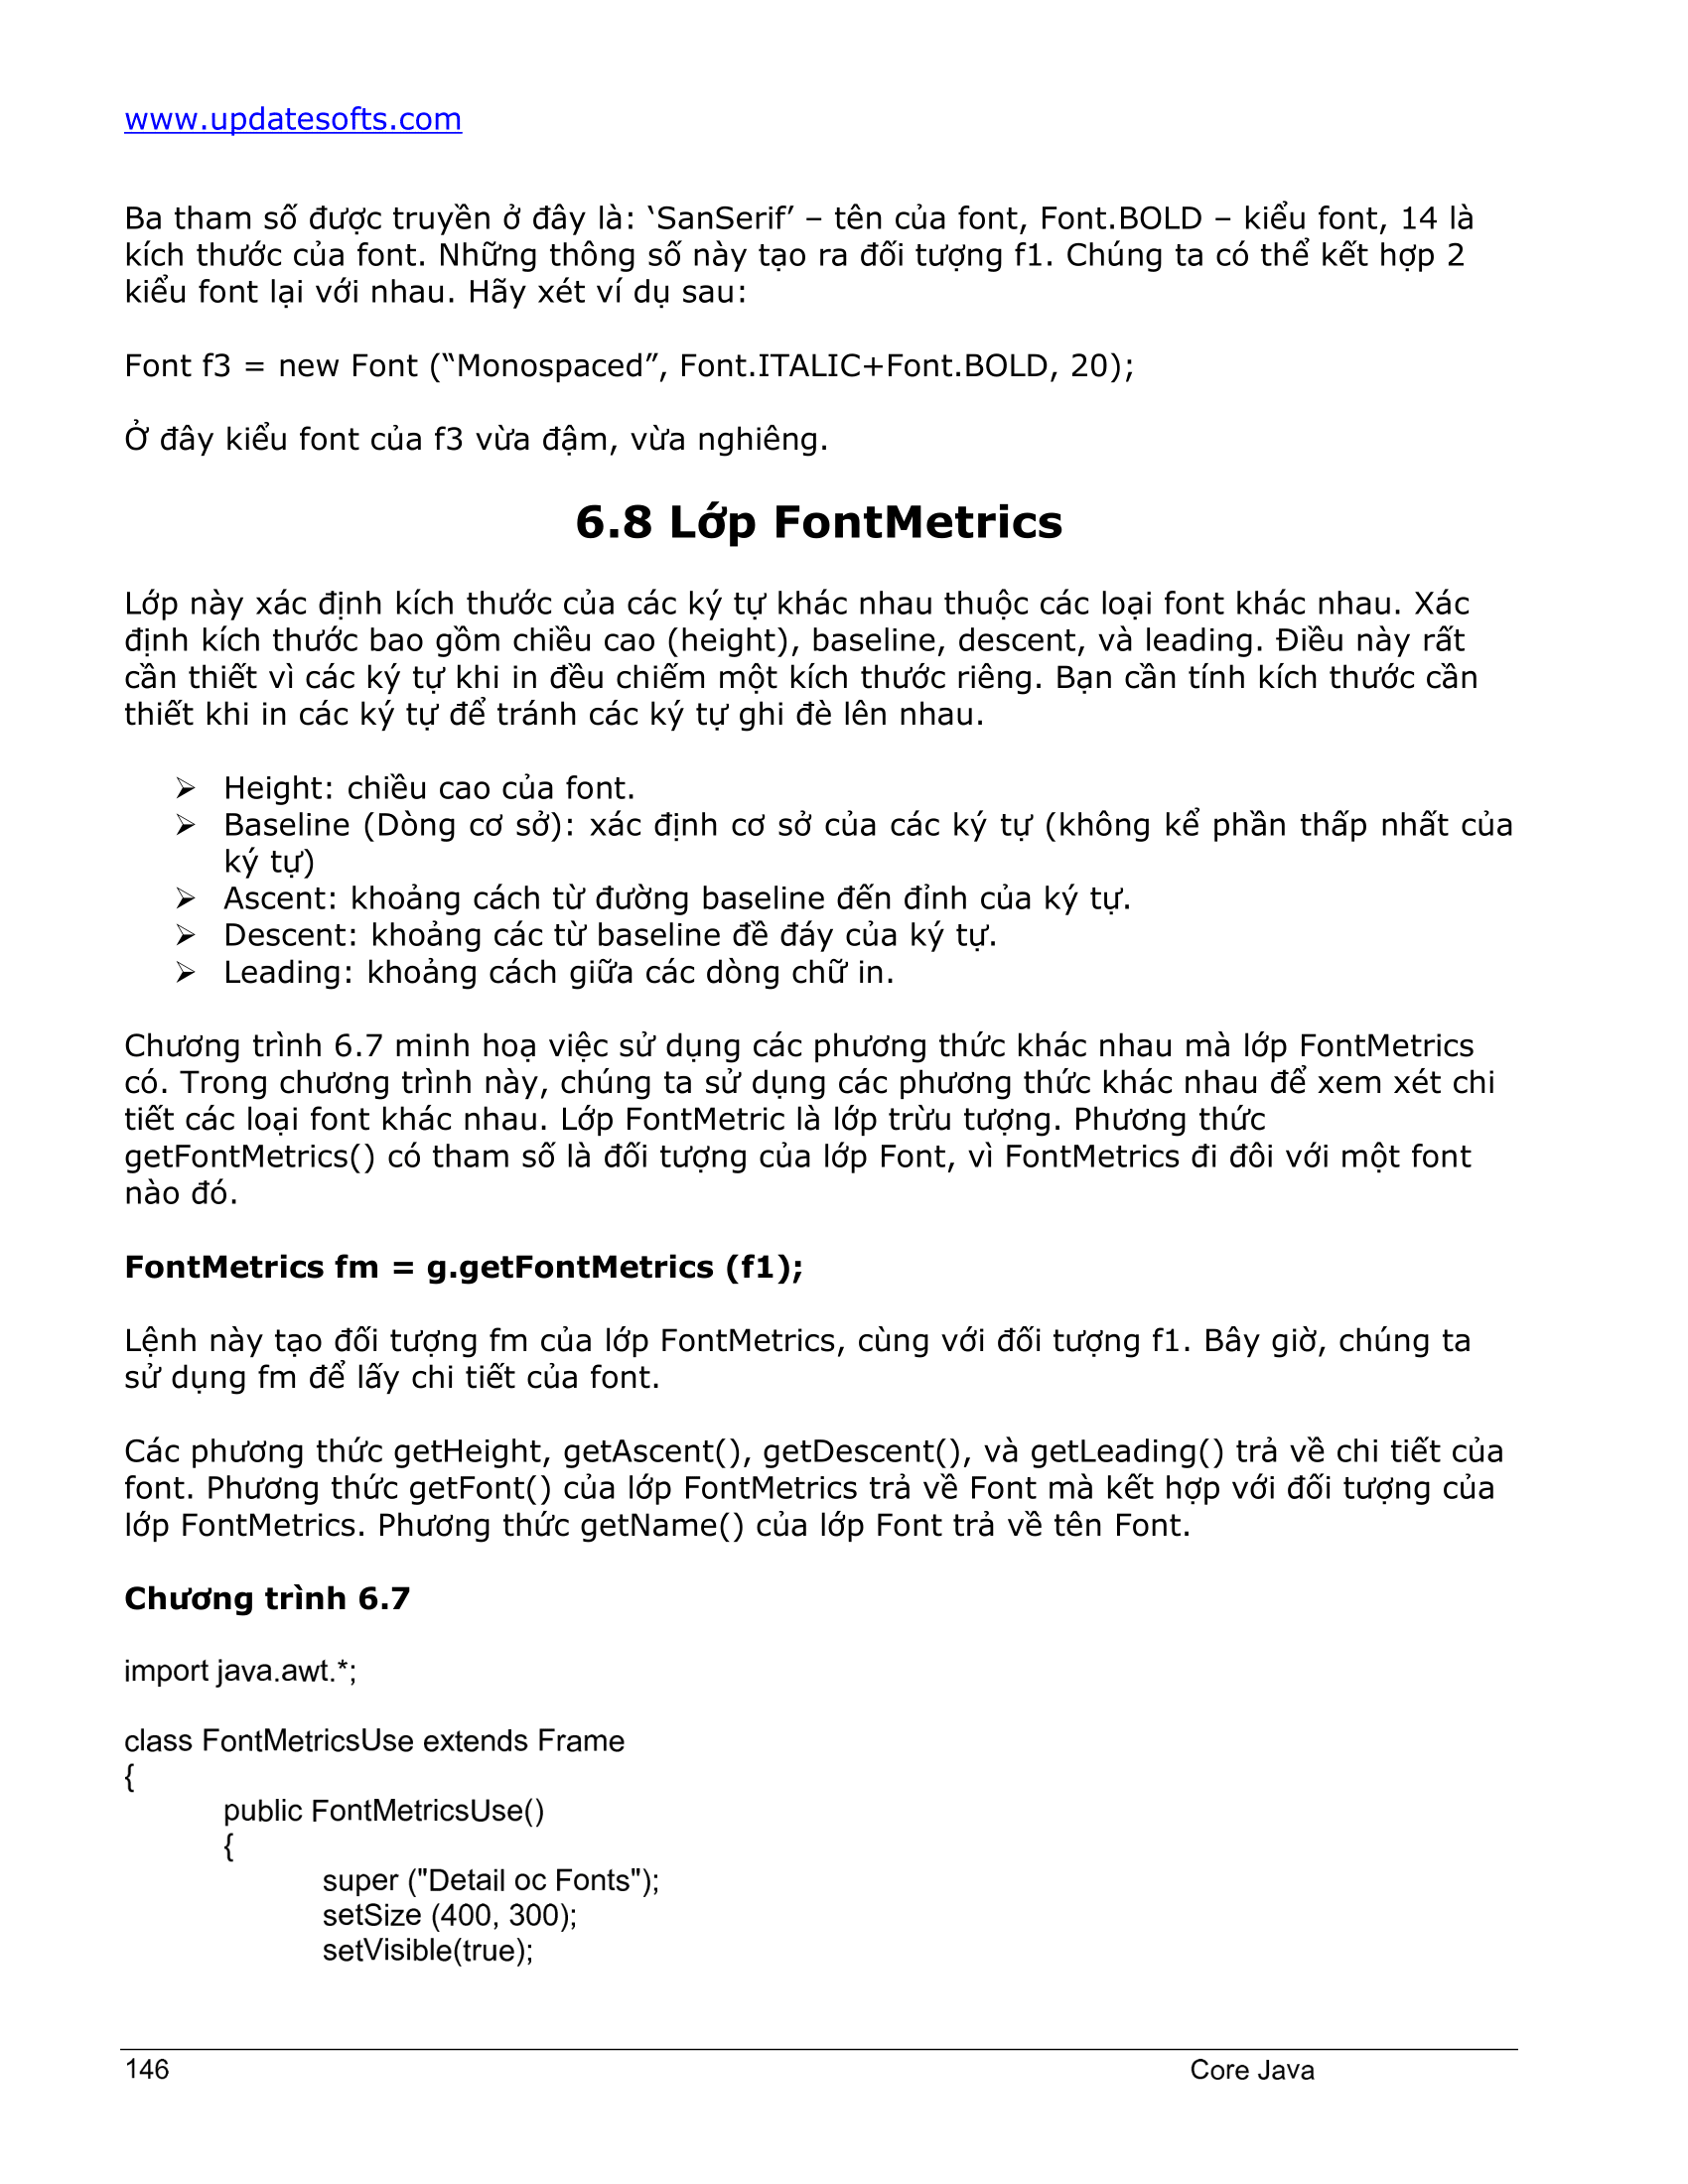 www.updatesofts.com
Ba tham số được truyền ở đây là: ‘SanSerif’ – tên của font, Font.BOLD – kiểu font, 14 là
kích thước của font. Những thông số này tạo ra đối tượng f1. Chúng ta có thể kết hợp 2
kiểu font lại với nhau. Hãy xét ví dụ sau:
Font f3 = new Font (“Monospaced”, Font.ITALIC+Font.BOLD, 20);
Ở đây kiểu font của f3 vừa đậm, vừa nghiêng.
6.8 Lớp FontMetrics
Lớp này xác định kích thước của các ký tự khác nhau thuộc các loại font khác nhau. Xác
định kích thước bao gồm chiều cao (height), baseline, descent, và leading. Điều này rất
cần thiết vì các ký tự khi in đều chiếm một kích thước riêng. Bạn cần tính kích thước cần
thiết khi in các ký tự để tránh các ký tự ghi đè lên nhau.
➢ Height: chiều cao của font.
➢ Baseline (Dòng cơ sở): xác định cơ sở của các ký tự (không kể phần thấp nhất của
ký tự)
➢ Ascent: khoảng cách từ đường baseline đến đỉnh của ký tự.
➢ Descent: khoảng các từ baseline đề đáy của ký tự.
➢ Leading: khoảng cách giữa các dòng chữ in.
Chương trình 6.7 minh hoạ việc sử dụng các phương thức khác nhau mà lớp FontMetrics
có. Trong chương trình này, chúng ta sử dụng các phương thức khác nhau để xem xét chi
tiết các loại font khác nhau. Lớp FontMetric là lớp trừu tượng. Phương thức
getFontMetrics() có tham số là đối tượng của lớp Font, vì FontMetrics đi đôi với một font
nào đó.
FontMetrics fm = g.getFontMetrics (f1);
Lệnh này tạo đối tượng fm của lớp FontMetrics, cùng với đối tượng f1. Bây giờ, chúng ta
sử dụng fm để lấy chi tiết của font.
Các phương thức getHeight, getAscent(), getDescent(), và getLeading() trả về chi tiết của
font. Phương thức getFont() của lớp FontMetrics trả về Font mà kết hợp với đối tượng của
lớp FontMetrics. Phương thức getName() của lớp Font trả về tên Font.
Chương trình 6.7
import java.awt.*;
class FontMetricsUse extends Frame
{
public FontMetricsUse()
{
super ("Detail oc Fonts");
setSize (400, 300);
setVisible(true);
146 Core Java